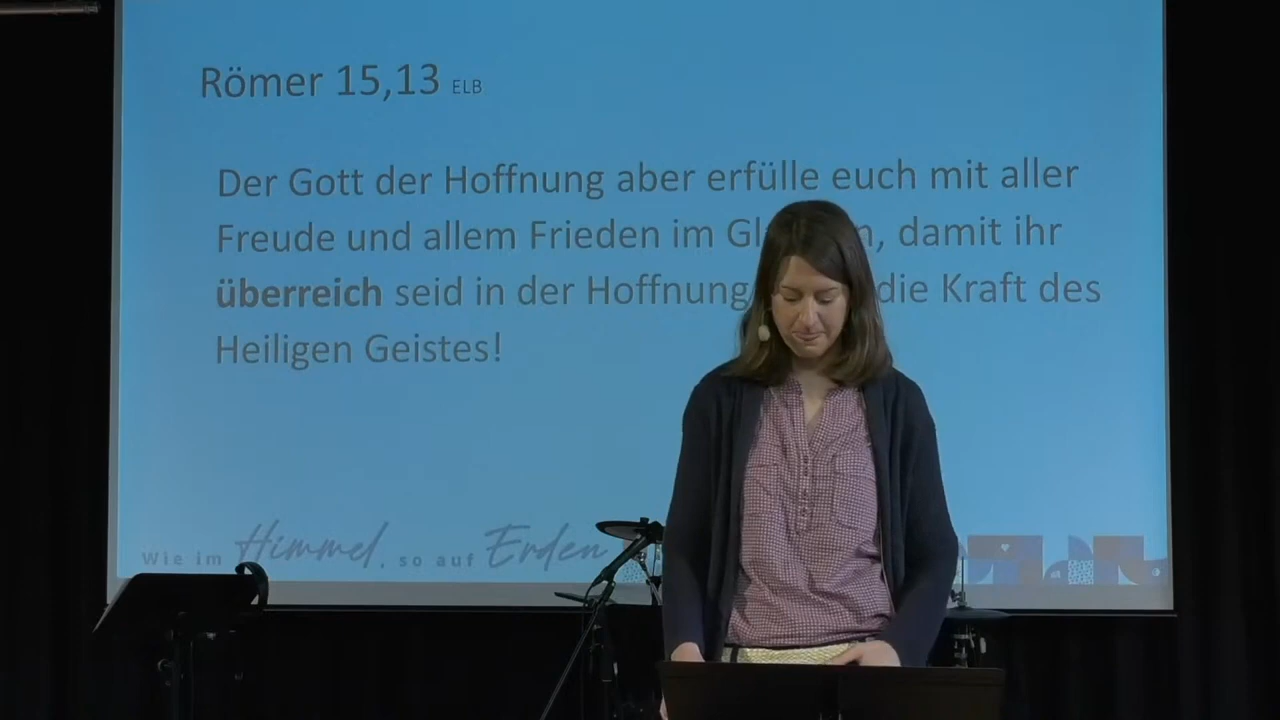 Römer 15,13 ELB
Der Gott der Hoffnung aber erfülle euch mit aller
Freude und allem Frieden im Gl n, damit ihr
überreich seid in der Hoffnung die Kraft des
Heiligen Geistes!
Wie im Himmel, so auf Erden